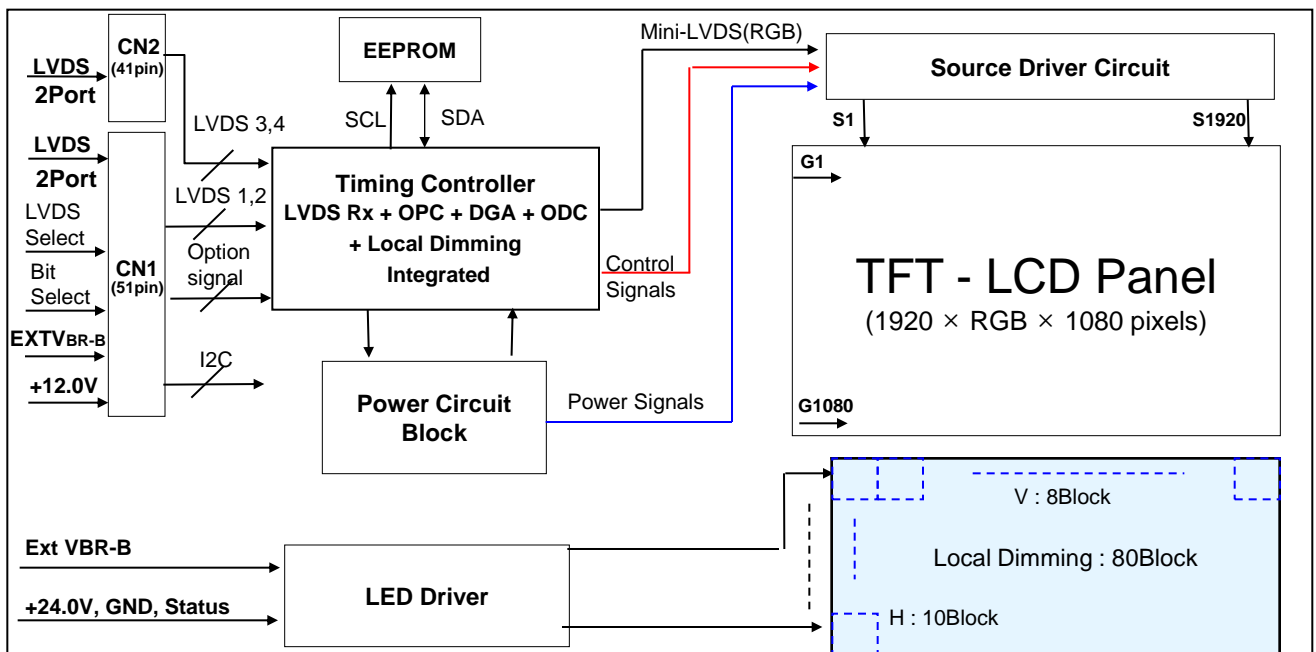 CN2
(41pin)
LVDS
2Port
EEPROM
SCL
SDA
Mini-LVDS(RGB)
Source Driver Circuit
S1
S1920
LVDS 3,4
LVDS
2Port
LVDS 1,2
LVDS
Select
Bit
Select
CN1
(51pin)
Option
signal
EXTVBR-B
+12.0V
I2C
Timing Controller
LVDS Rx + OPC + DGA + ODC
+ Local Dimming
Integrated
Control
Signals
G1
TFT - LCD Panel
(1920 × RGB × 1080 pixels)
G1080
Power Circuit
Block
Power Signals
Ext VBR-B
+24.0V, GND, Status
LED Driver
V : 8Block
Local Dimming : 80Block
H : 10Block